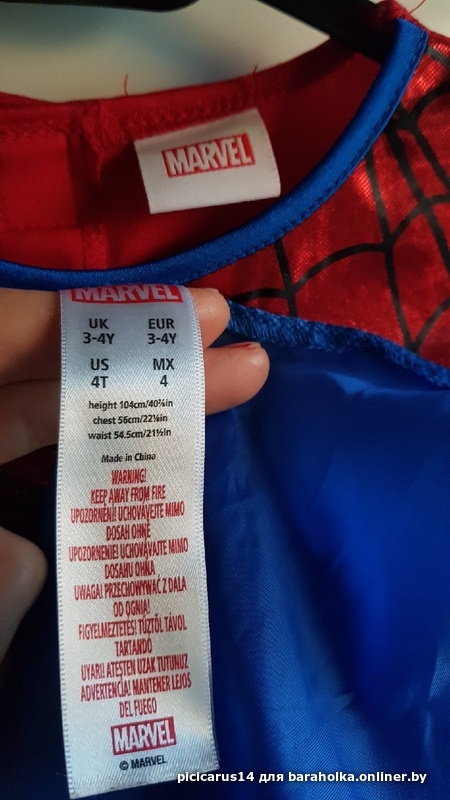 MARVEL
MARVEL
UK EUR
3-4Y 3-4Y
US MX
4T 4
height 104cm/40⅞in
chest 56cm/22⅛in
waist 54.5cm/21½in
Made in China
WARNING!
KEEP AWAY FROM FIRE
UPOZORNĚNÍ! UCHOVÁVEJTE MIMO
DOSAH OHNĚ
UPOZORNENIE! UCHOVÁVAJTE MIMO
DOSAHU OHŇA
UWAGA! PRZECHOWYWAĆ Z DALA
OD OGNIA!
FIGYELMEZTETÉS! TŰZTŐL TÁVOL
TARTANDÓ
UYARI! ATEŞTEN UZAK TUTUNUZ
ADVERTENCIA! MANTENER LEJOS
DEL FUEGO
MARVEL
© MARVEL
picicarus14 для baraholka.onliner.by